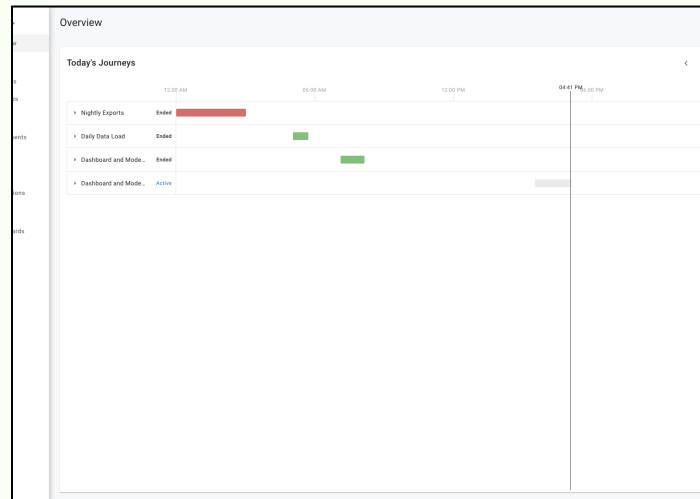 Overview
Today's Journeys
12:00 AM 06:00 AM 12:00 PM 04:41 PM 06:00 PM
Nightly Exports Ended
Daily Data Load Ended
Dashboard and Mode… Ended
Dashboard and Mode… Active